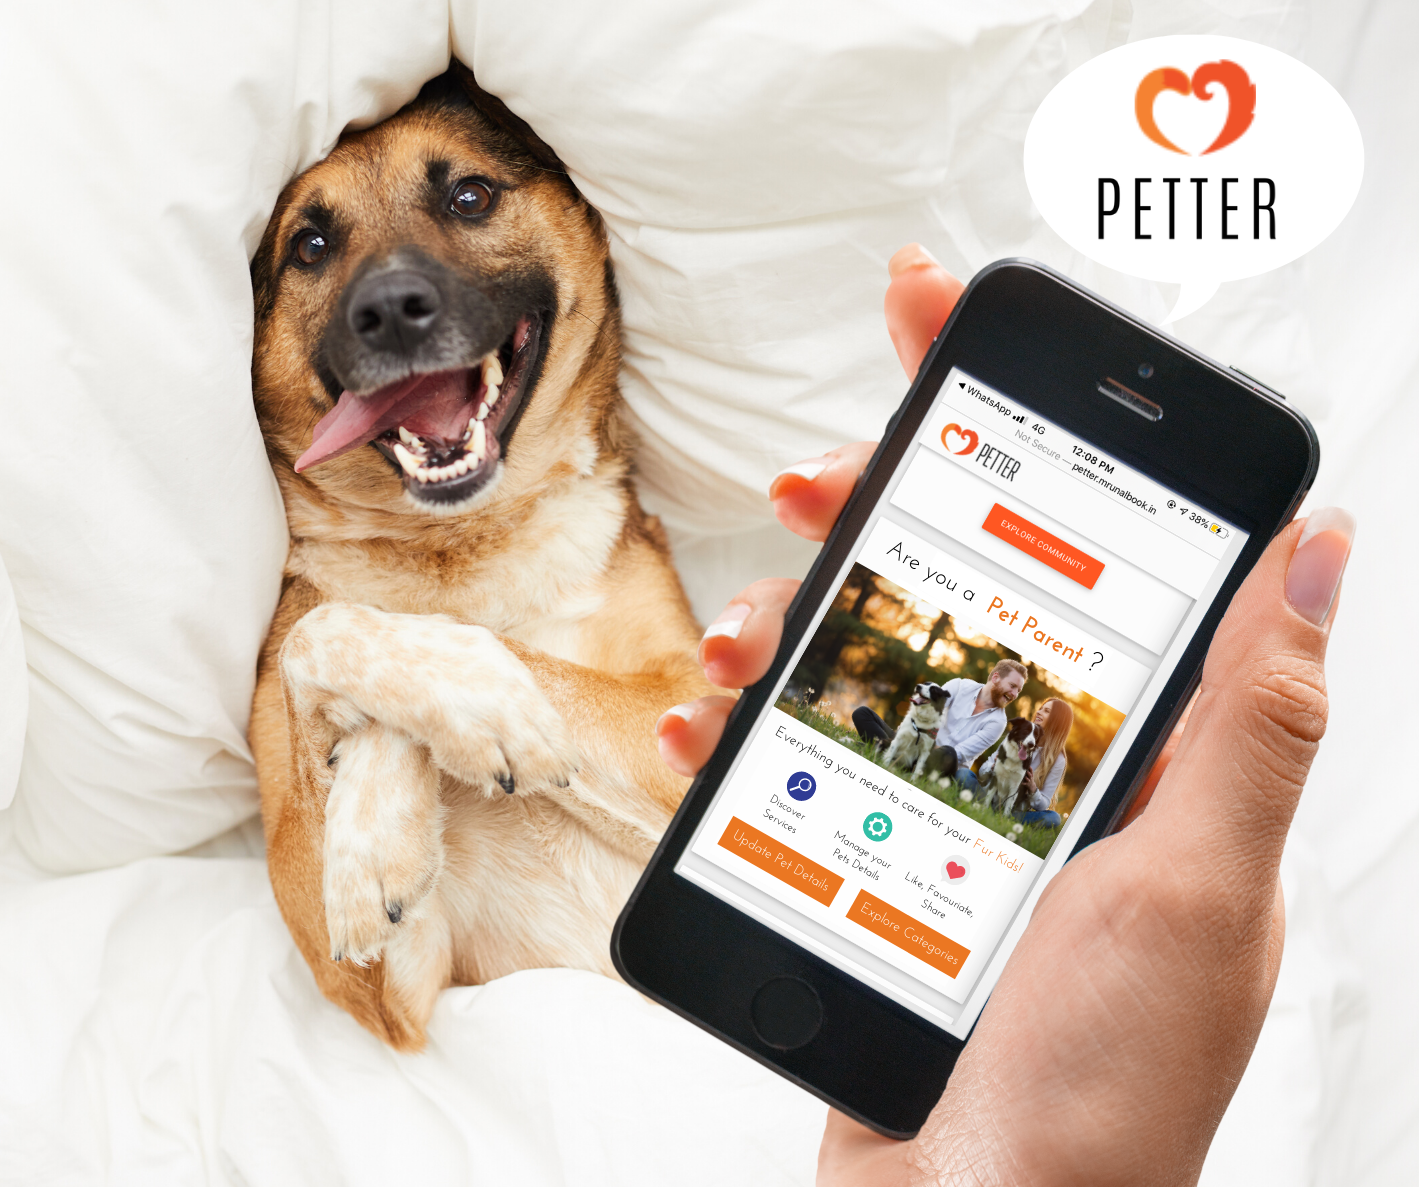 PETTER
WhatsApp 4G 12:08 PM 38%
Not Secure — petter.mrunalbook.in
PETTER
EXPLORE COMMUNITY
Are you a Pet Parent ?
Everything you need to care for your Fur Kids!
Discover
Services
Manage your
Pets Details
Like, Favouriate,
Share
Update Pet Details
Explore Categories